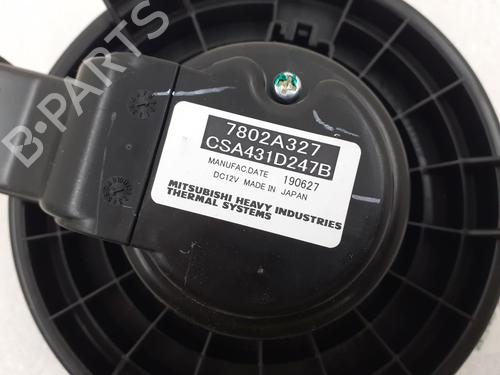 B-PARTS
7802A327
CSA431D247B
MANUFAC.DATE 190627
DC12V MADE IN JAPAN
MITSUBISHI HEAVY INDUSTRIES
THERMAL SYSTEMS